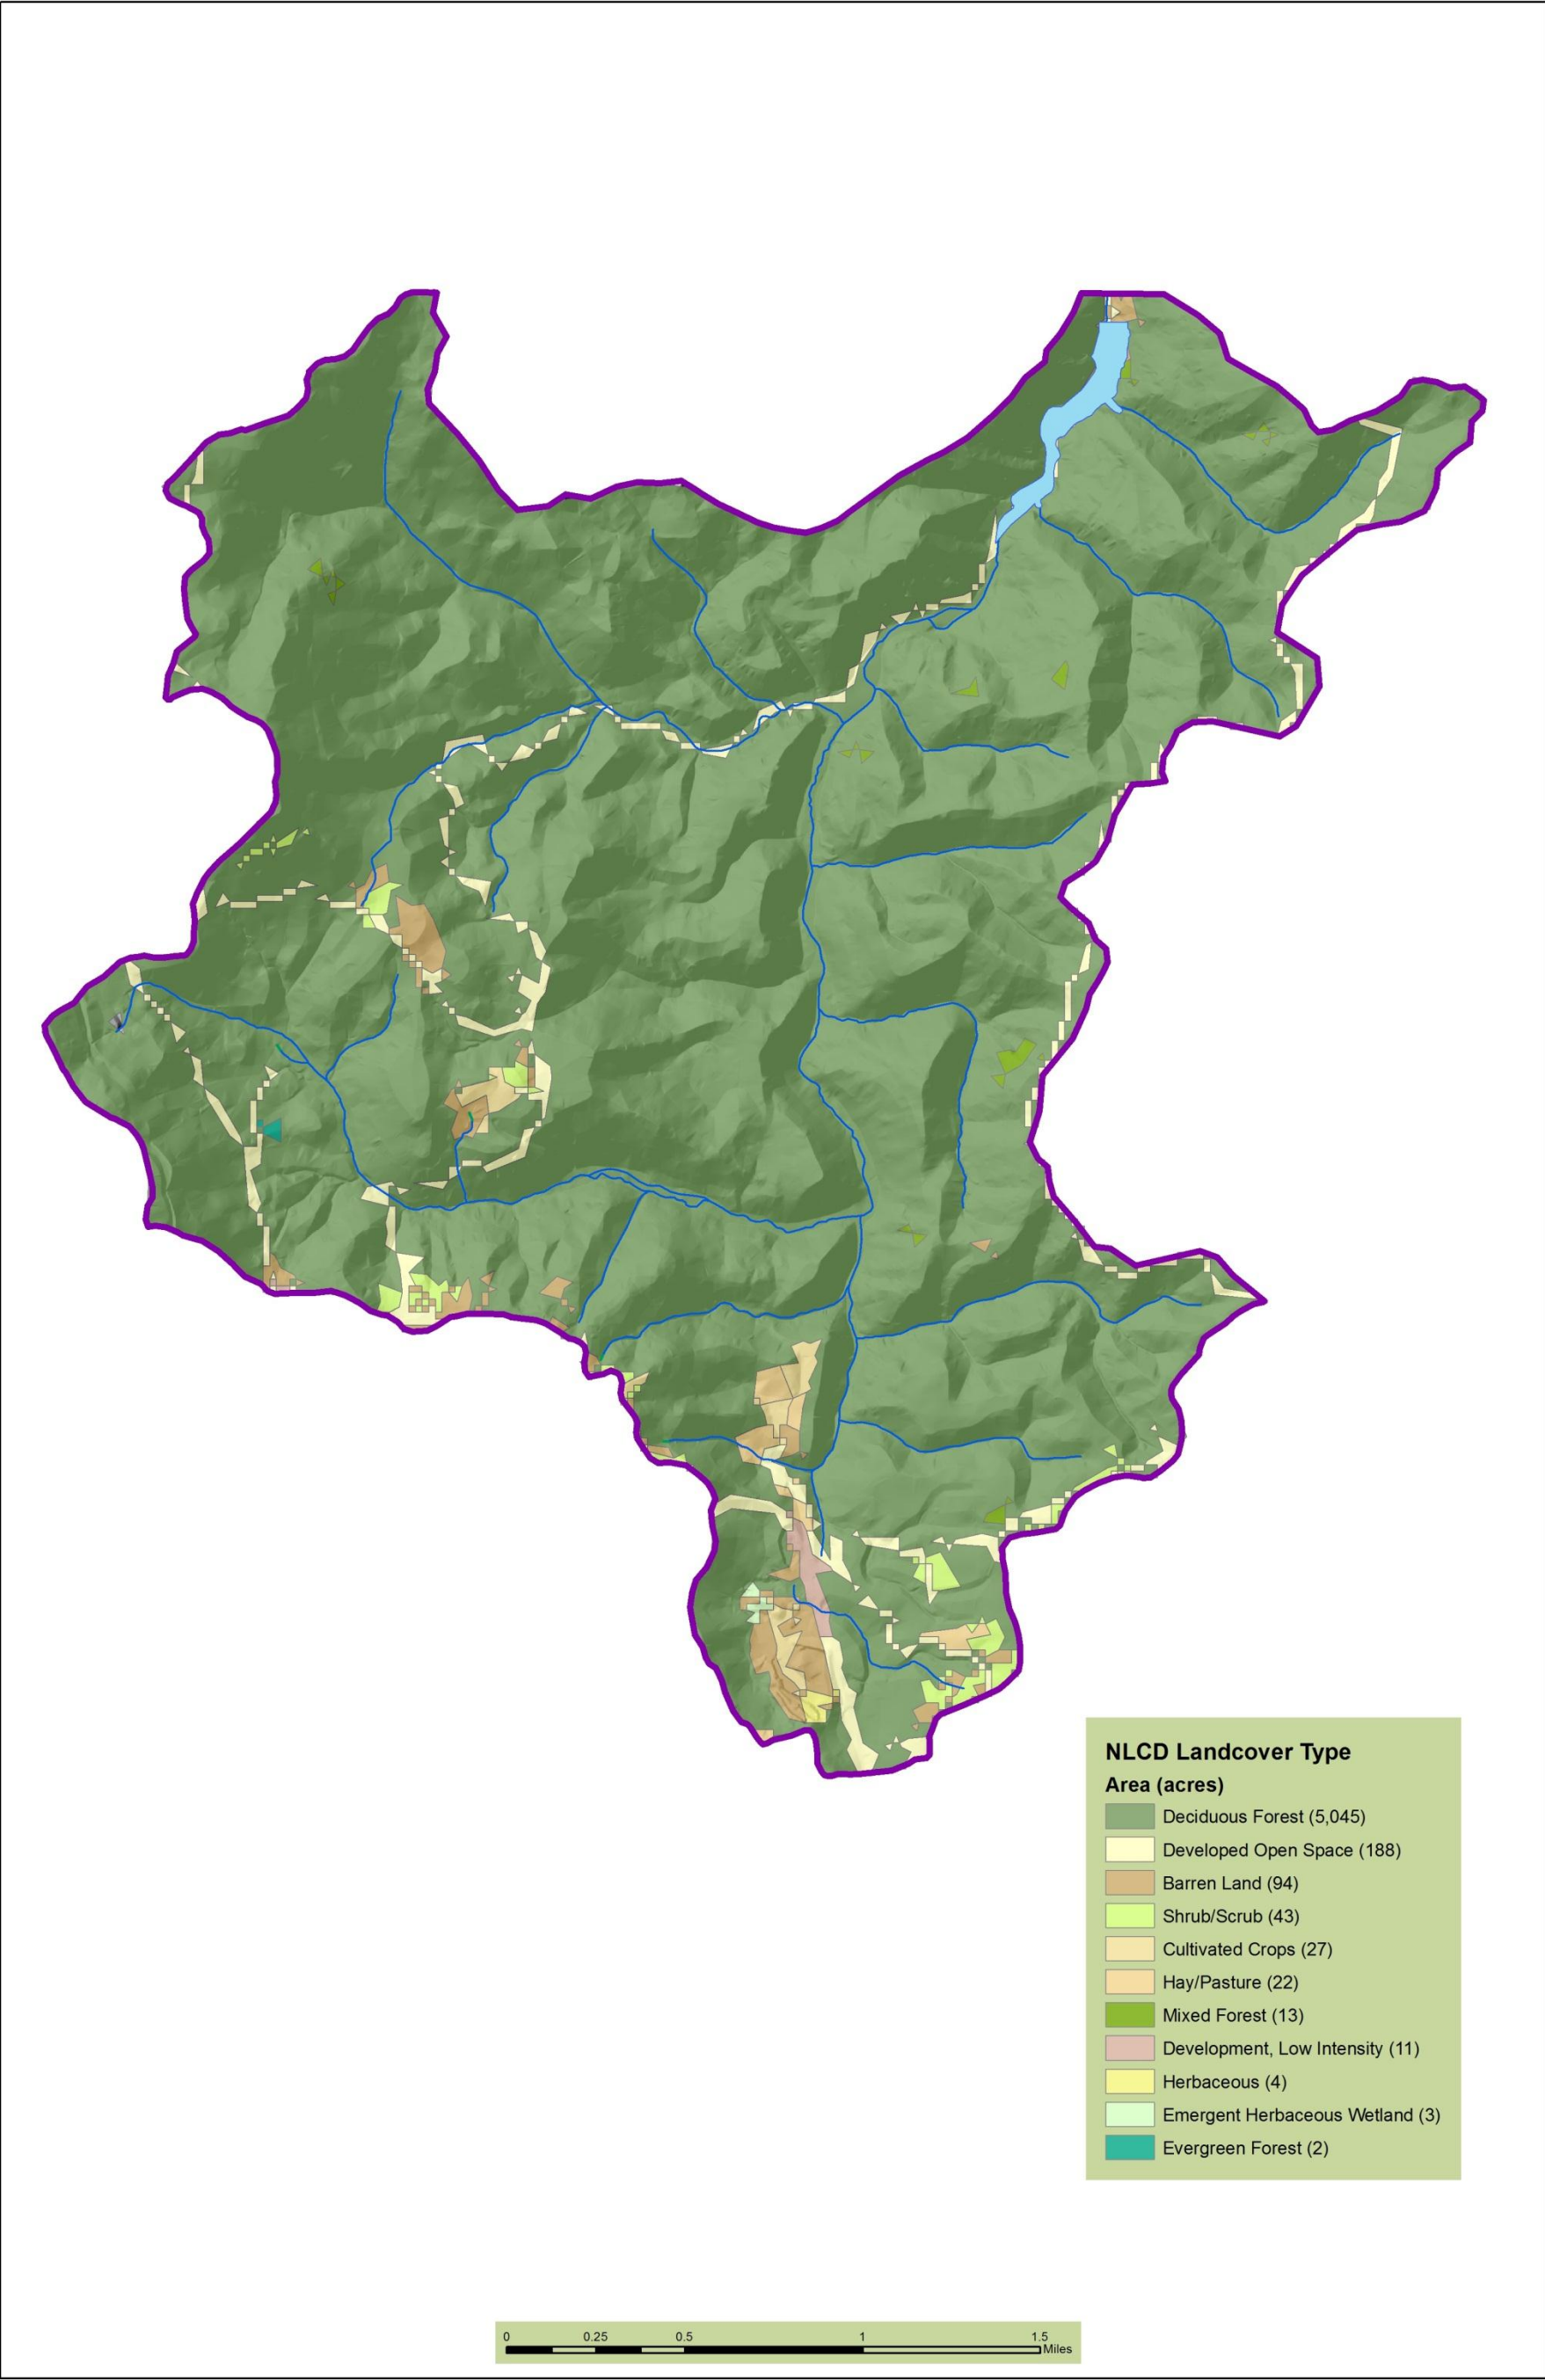 NLCD Landcover Type
Area (acres)
Deciduous Forest (5,045)
Developed Open Space (188)
Barren Land (94)
Shrub/Scrub (43)
Cultivated Crops (27)
Hay/Pasture (22)
Mixed Forest (13)
Development, Low Intensity (11)
Herbaceous (4)
Emergent Herbaceous Wetland (3)
Evergreen Forest (2)
0 0.25 0.5 1 1.5
Miles